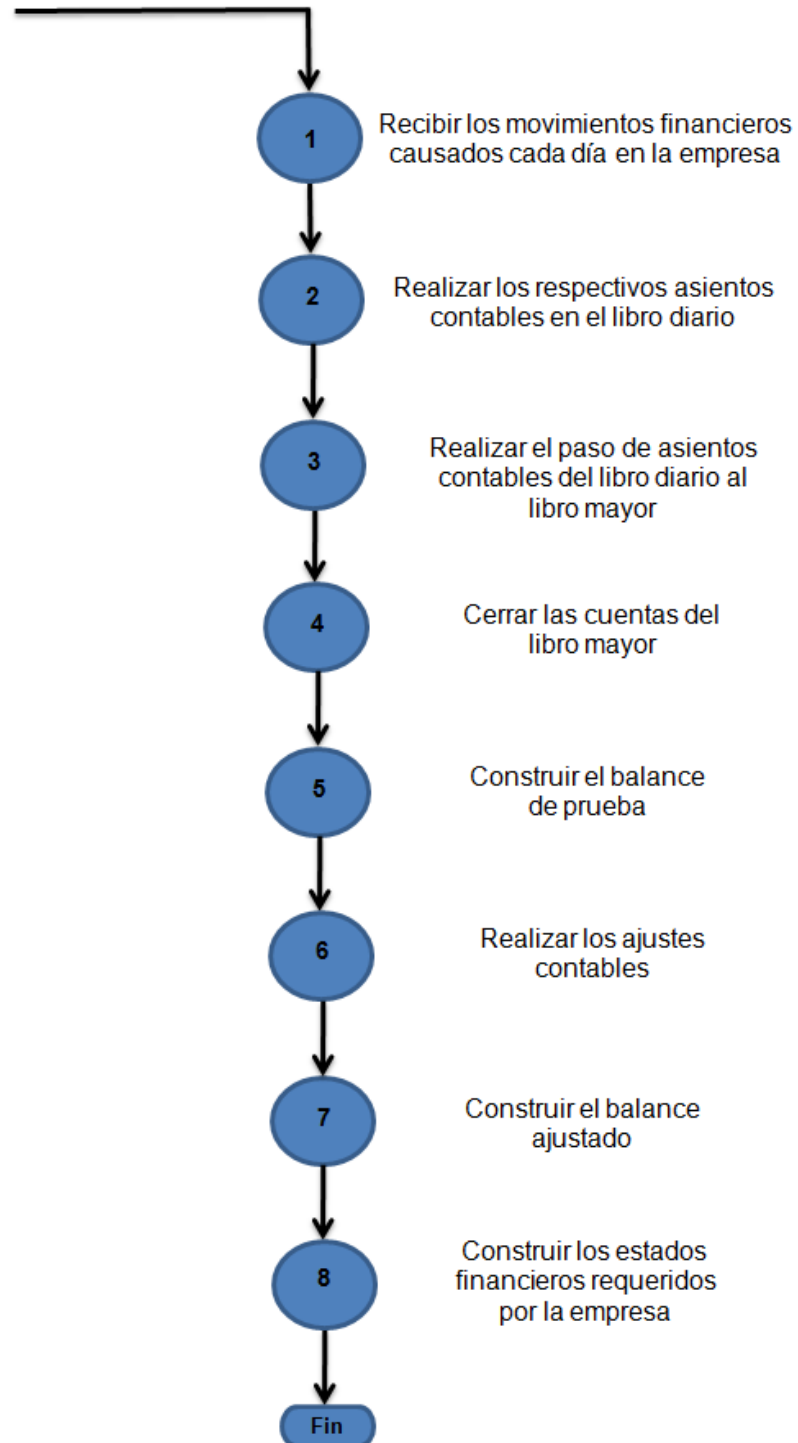 1
Recibir los movimientos financieros
causados cada día en la empresa
2
Realizar los respectivos asientos
contables en el libro diario
3
Realizar el paso de asientos
contables del libro diario al
libro mayor
4
Cerrar las cuentas del
libro mayor
5
Construir el balance
de prueba
6
Realizar los ajustes
contables
7
Construir el balance
ajustado
8
Construir los estados
financieros requeridos
por la empresa
Fin